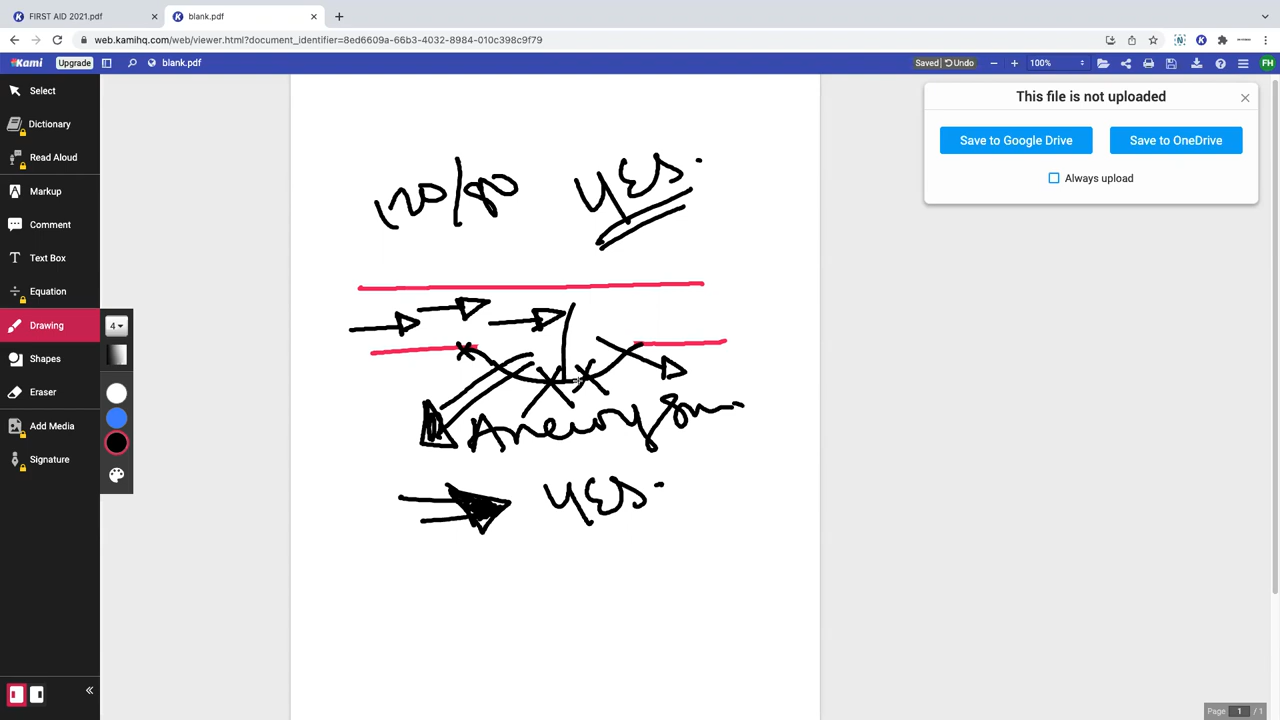 FIRST AID 2021.pdf
blank.pdf
web.kamihq.com/web/viewer.html?document_identifier=8ed6609a-66b3-4032-8984-010c398c9f79
Kami
Upgrade
blank.pdf
Saved
Undo
100%
FH
Select
Dictionary
Read Aloud
Markup
Comment
Text Box
Equation
Drawing
Shapes
Eraser
Add Media
Signature
4
This file is not uploaded
Save to Google Drive
Save to OneDrive
Always upload
120/80 YES.
Aneurysm
YES.
Page 1 / 1